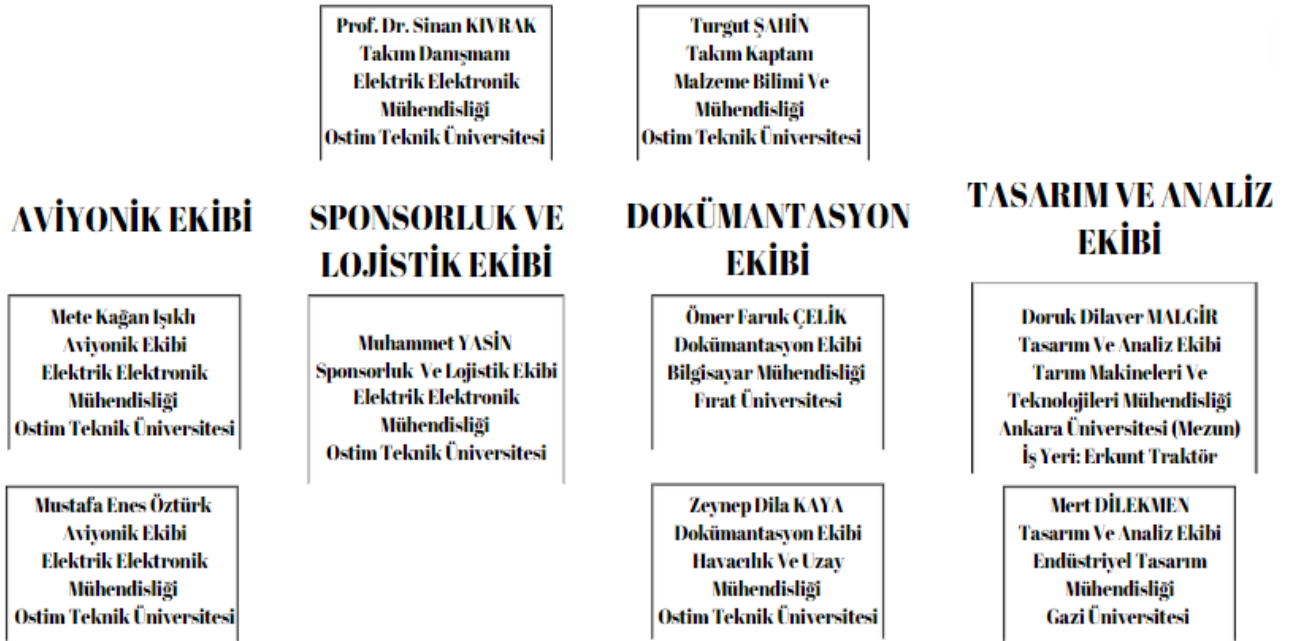 Prof. Dr. Sinan KIVRAK
Takım Danışmanı
Elektrik Elektronik
Mühendisliği
Ostim Teknik Üniversitesi
Turgut ŞAHİN
Takım Kaptanı
Malzeme Bilimi Ve
Mühendisliği
Ostim Teknik Üniversitesi
AVİYONİK EKİBİ
Mete Kağan Işıklı
Aviyonik Ekibi
Elektrik Elektronik
Mühendisliği
Ostim Teknik Üniversitesi
Mustafa Enes Öztürk
Aviyonik Ekibi
Elektrik Elektronik
Mühendisliği
Ostim Teknik Üniversitesi
SPONSORLUK VE
LOJİSTİK EKİBİ
Muhammet YASİN
Sponsorluk Ve Lojistik Ekibi
Elektrik Elektronik
Mühendisliği
Ostim Teknik Üniversitesi
DOKÜMANTASYON
EKİBİ
Ömer Faruk ÇELİK
Dokümantasyon Ekibi
Bilgisayar Mühendisliği
Fırat Üniversitesi
Zeynep Dila KAYA
Dokümantasyon Ekibi
Havacılık Ve Uzay
Mühendisliği
Ostim Teknik Üniversitesi
TASARIM VE ANALİZ
EKİBİ
Doruk Dilaver MALGİR
Tasarım Ve Analiz Ekibi
Tarım Makineleri Ve
Teknolojileri Mühendisliği
Ankara Üniversitesi (Mezun)
İş Yeri: Erkunt Traktör
Mert DİLEKMEN
Tasarım Ve Analiz Ekibi
Endüstriyel Tasarım
Mühendisliği
Gazi Üniversitesi